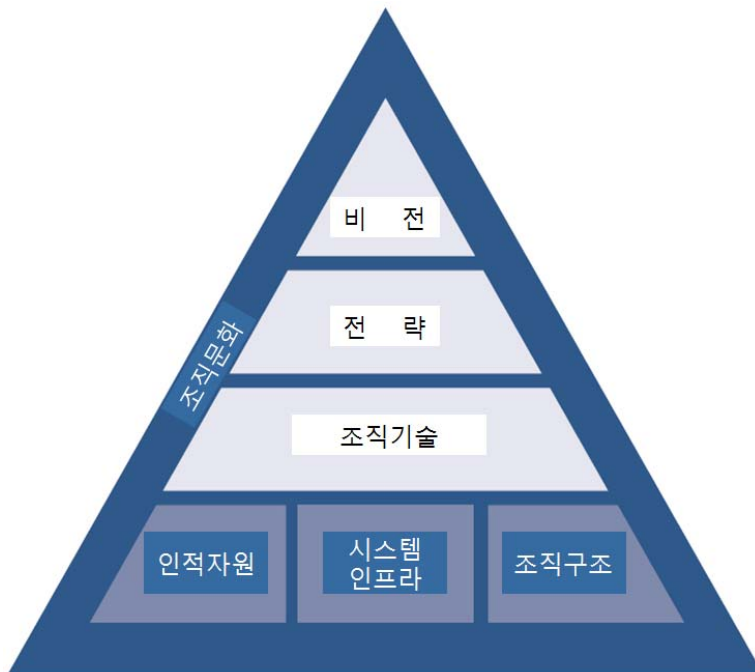 비 전
전 략
조직문화
조직기술
인적자원
시스템
인프라
조직구조